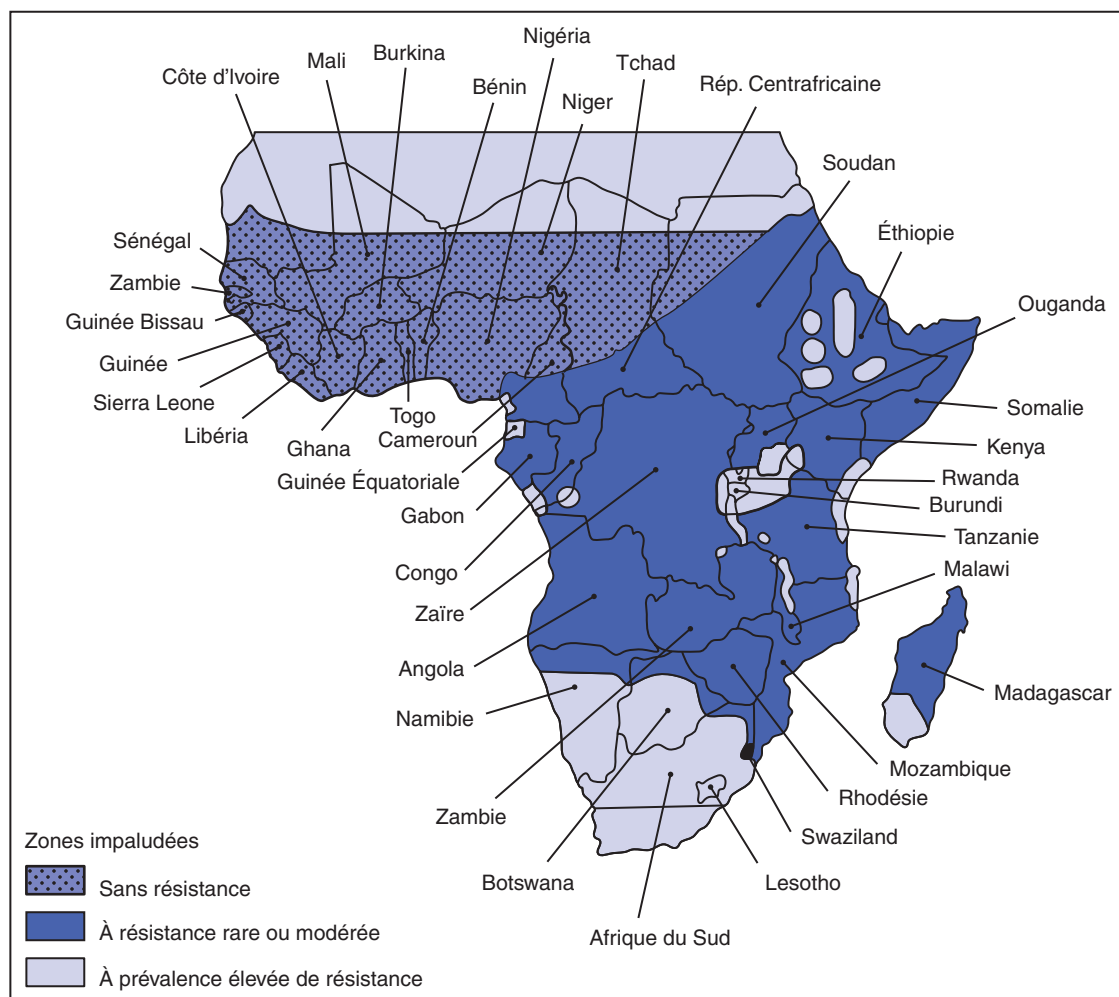 Nigéria
Burkina
Mali
Tchad
Côte d'Ivoire
Bénin
Rép. Centrafricaine
Niger
Soudan
Éthiopie
Sénégal
Zambie
Ouganda
Guinée Bissau
Guinée
Sierra Leone
Somalie
Libéria
Togo
Ghana
Cameroun
Kenya
Guinée Équatoriale
Rwanda
Burundi
Gabon
Tanzanie
Congo
Malawi
Zaïre
Angola
Madagascar
Namibie
Mozambique
Rhodésie
Zambie
Swaziland
Botswana
Lesotho
Afrique du Sud
Zones impaludées
Sans résistance
À résistance rare ou modérée
À prévalence élevée de résistance